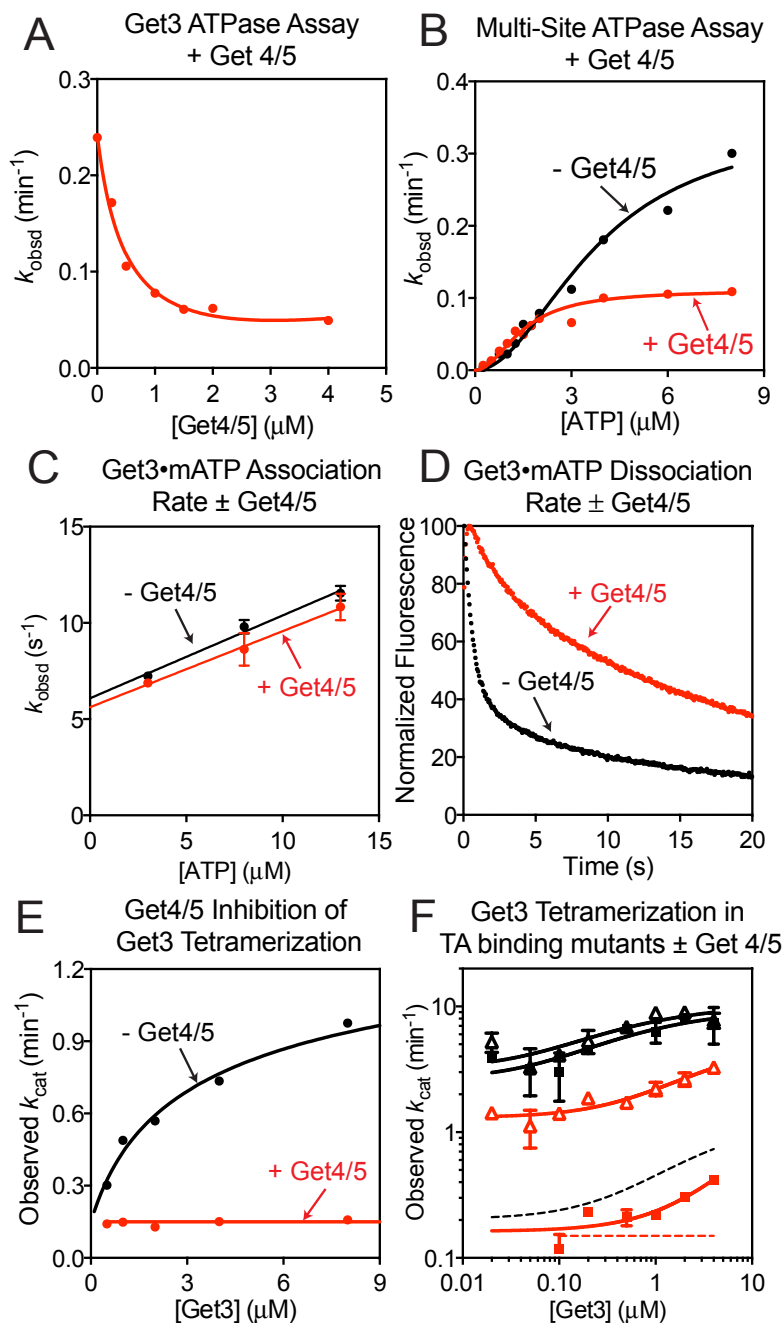 A
Get3 ATPase Assay
+ Get 4/5
k_obsd (min⁻¹)
0.3
0.2
0.1
0.0
0 1 2 3 4 5
[Get4/5] (μM)
B
Multi-Site ATPase Assay
+ Get 4/5
k_obsd (min⁻¹)
0.4
0.3
0.2
0.1
0.0
- Get4/5
+ Get4/5
0 3 6 9
[ATP] (μM)
C
Get3•mATP Association
Rate ± Get4/5
k_obsd (s⁻¹)
15
10
5
0
- Get4/5
+ Get4/5
0 5 10 15
[ATP] (μM)
D
Get3•mATP Dissociation
Rate ± Get4/5
Normalized Fluorescence
100
80
60
40
20
0
+ Get4/5
- Get4/5
0 5 10 15 20
Time (s)
E
Get4/5 Inhibition of
Get3 Tetramerization
Observed k_cat (min⁻¹)
1.2
0.9
0.6
0.3
0.0
- Get4/5
+ Get4/5
0 3 6 9
[Get3] (μM)
F
Get3 Tetramerization in
TA binding mutants ± Get 4/5
Observed k_cat (min⁻¹)
10
1
0.1
0.01 0.10 1 10
[Get3] (μM)